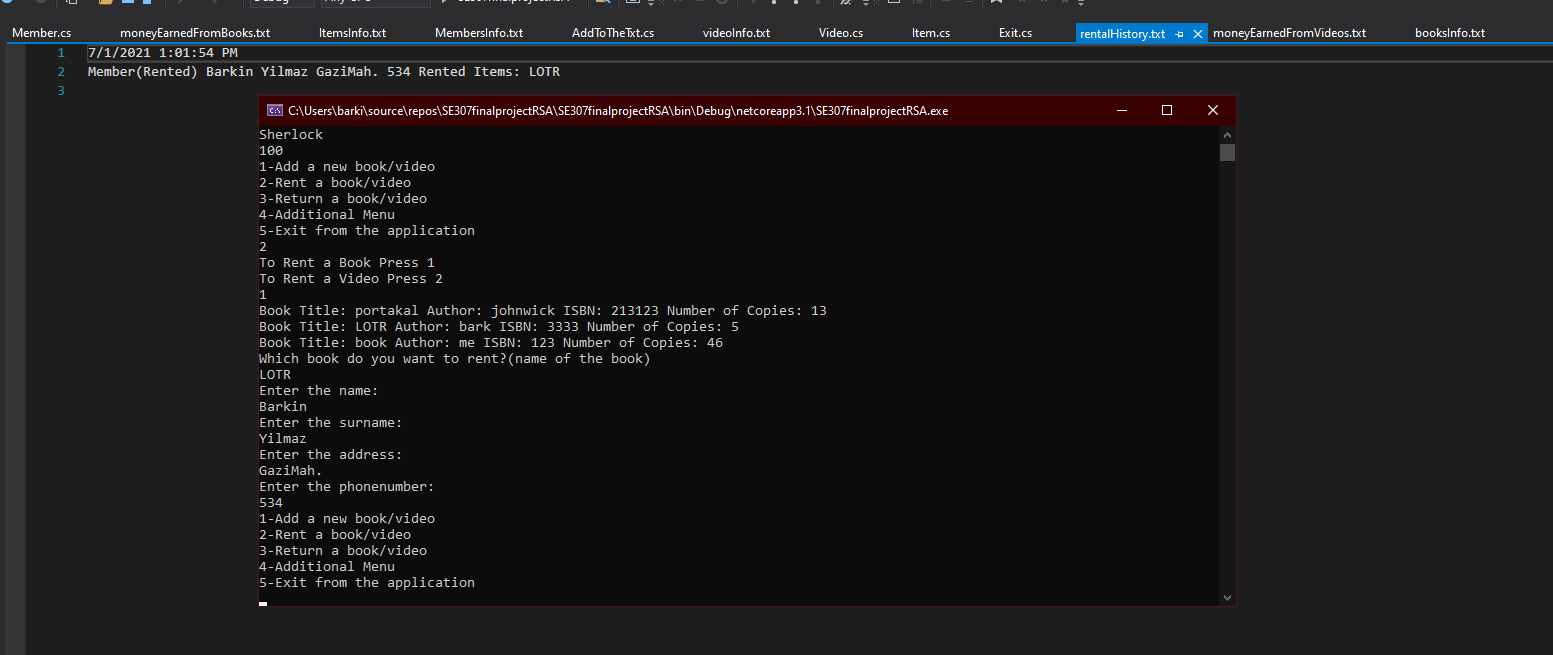 Member.cs moneyEarnedFromBooks.txt ItemsInfo.txt MembersInfo.txt AddToTheTxt.cs videoInfo.txt Video.cs Item.cs Exit.cs rentalHistory.txt moneyEarnedFromVideos.txt booksInfo.txt
1 7/1/2021 1:01:54 PM
2 Member(Rented) Barkin Yilmaz GaziMah. 534 Rented Items: LOTR
3
C:\Users\barki\source\repos\SE307finalprojectRSA\SE307finalprojectRSA\bin\Debug\netcoreapp3.1\SE307finalprojectRSA.exe
Sherlock
100
1-Add a new book/video
2-Rent a book/video
3-Return a book/video
4-Additional Menu
5-Exit from the application
2
To Rent a Book Press 1
To Rent a Video Press 2
1
Book Title: portakal Author: johnwick ISBN: 213123 Number of Copies: 13
Book Title: LOTR Author: bark ISBN: 3333 Number of Copies: 5
Book Title: book Author: me ISBN: 123 Number of Copies: 46
Which book do you want to rent?(name of the book)
LOTR
Enter the name:
Barkin
Enter the surname:
Yilmaz
Enter the address:
GaziMah.
Enter the phonenumber:
534
1-Add a new book/video
2-Rent a book/video
3-Return a book/video
4-Additional Menu
5-Exit from the application